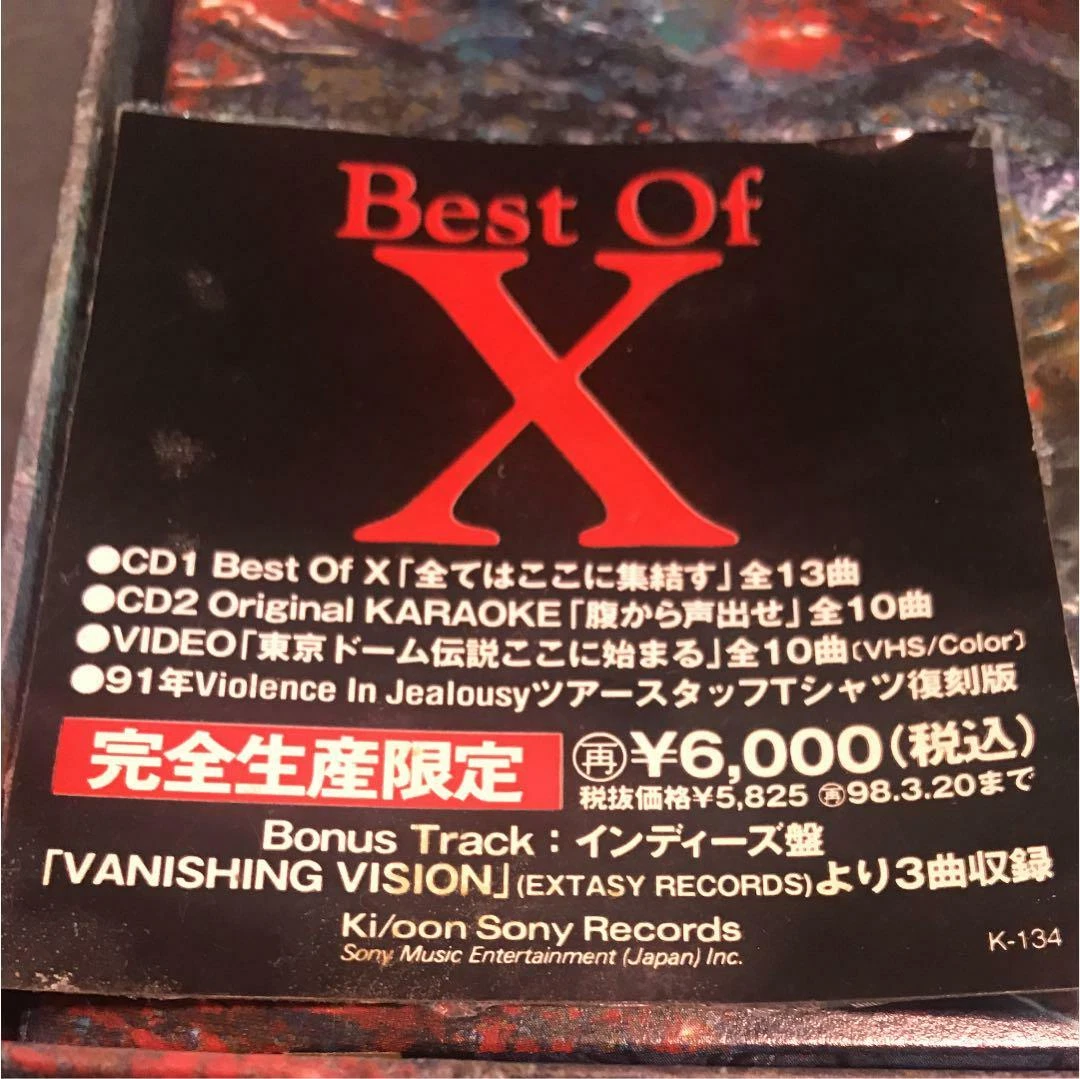 Best Of
X
●CD1 Best Of X「全てはここに集結す」全13曲
●CD2 Original KARAOKE「腹から声出せ」全10曲
●VIDEO「東京ドーム伝説ここに始まる」全10曲(VHS/Color)
●91年Violence In JealousyツアースタッフTシャツ復刻版
完全生産限定 ㊢¥6,000(税込)
税抜価格¥5,825 ㊢98.3.20まで
Bonus Track：インディーズ盤
「VANISHING VISION」(EXTASY RECORDS)より3曲収録
Ki/oon Sony Records
Sony Music Entertainment (Japan) Inc.
K-134